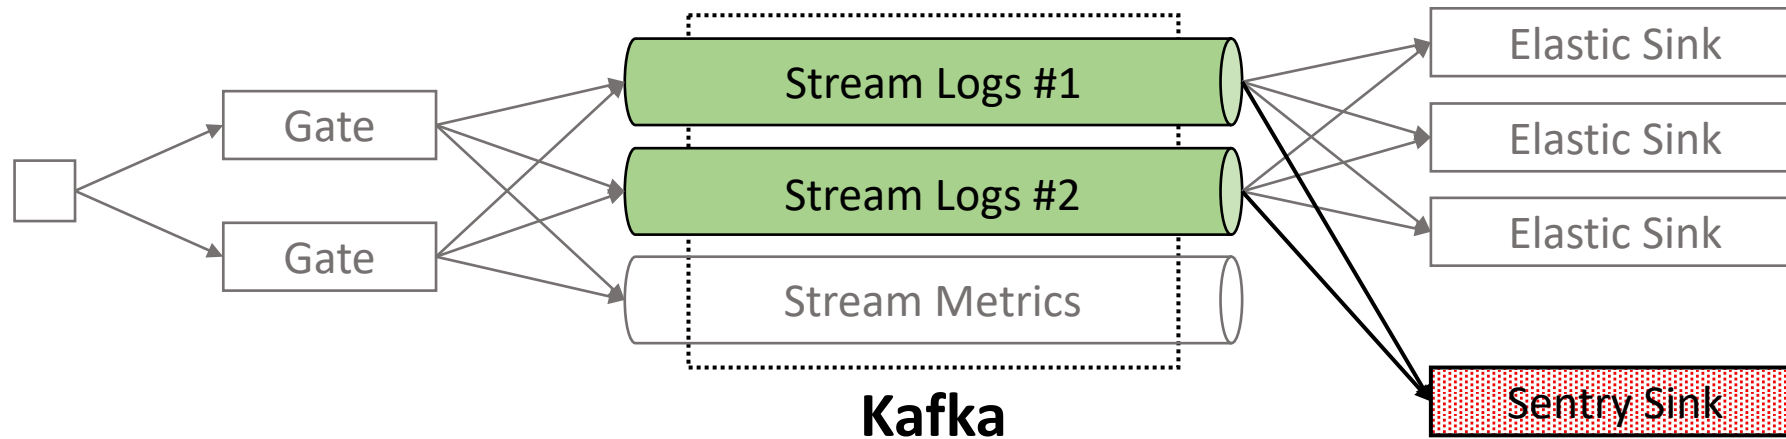 Gate
Gate
Stream Logs #1
Stream Logs #2
Stream Metrics
Kafka
Elastic Sink
Elastic Sink
Elastic Sink
Sentry Sink